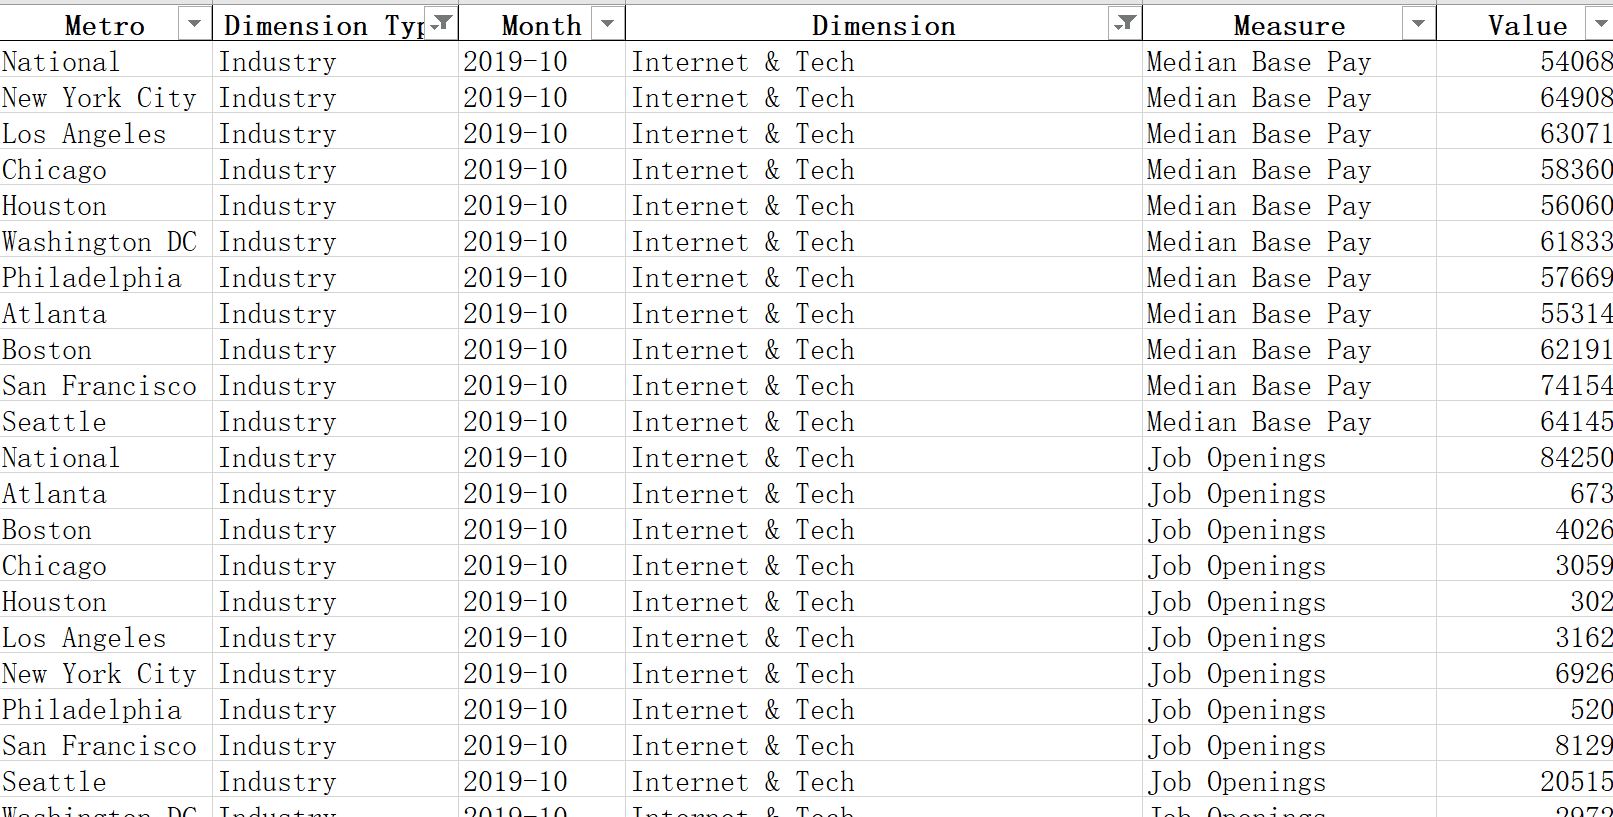 Metro Dimension Typ Month Dimension Measure Value
National Industry 2019-10 Internet & Tech Median Base Pay 54068
New York City Industry 2019-10 Internet & Tech Median Base Pay 64908
Los Angeles Industry 2019-10 Internet & Tech Median Base Pay 63071
Chicago Industry 2019-10 Internet & Tech Median Base Pay 58360
Houston Industry 2019-10 Internet & Tech Median Base Pay 56060
Washington DC Industry 2019-10 Internet & Tech Median Base Pay 61833
Philadelphia Industry 2019-10 Internet & Tech Median Base Pay 57669
Atlanta Industry 2019-10 Internet & Tech Median Base Pay 55314
Boston Industry 2019-10 Internet & Tech Median Base Pay 62191
San Francisco Industry 2019-10 Internet & Tech Median Base Pay 74154
Seattle Industry 2019-10 Internet & Tech Median Base Pay 64145
National Industry 2019-10 Internet & Tech Job Openings 84250
Atlanta Industry 2019-10 Internet & Tech Job Openings 673
Boston Industry 2019-10 Internet & Tech Job Openings 4026
Chicago Industry 2019-10 Internet & Tech Job Openings 3059
Houston Industry 2019-10 Internet & Tech Job Openings 302
Los Angeles Industry 2019-10 Internet & Tech Job Openings 3162
New York City Industry 2019-10 Internet & Tech Job Openings 6926
Philadelphia Industry 2019-10 Internet & Tech Job Openings 520
San Francisco Industry 2019-10 Internet & Tech Job Openings 8129
Seattle Industry 2019-10 Internet & Tech Job Openings 20515
Washington DC Industry 2019-10 Internet & Tech Job Openings